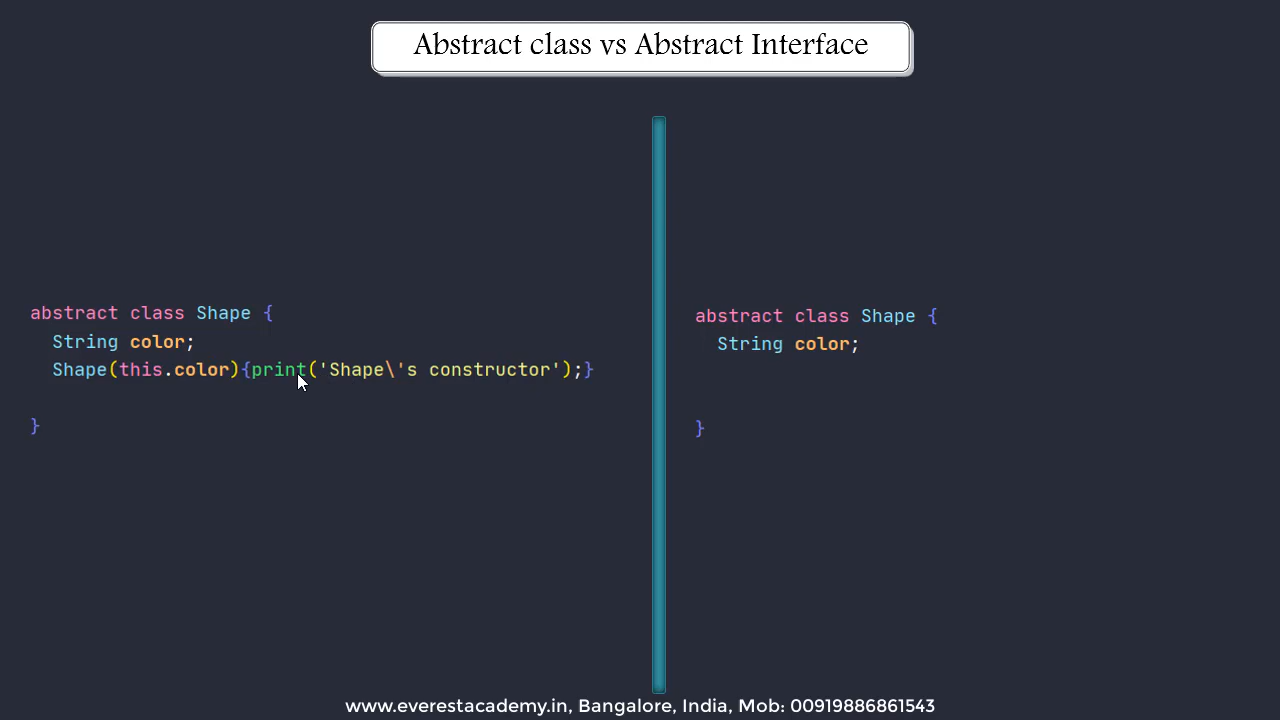 Abstract class vs Abstract Interface
abstract class Shape {
String color;
Shape(this.color){print('Shape\'s constructor');}
}
abstract class Shape {
String color;
}
www.everestacademy.in, Bangalore, India, Mob: 00919886861543